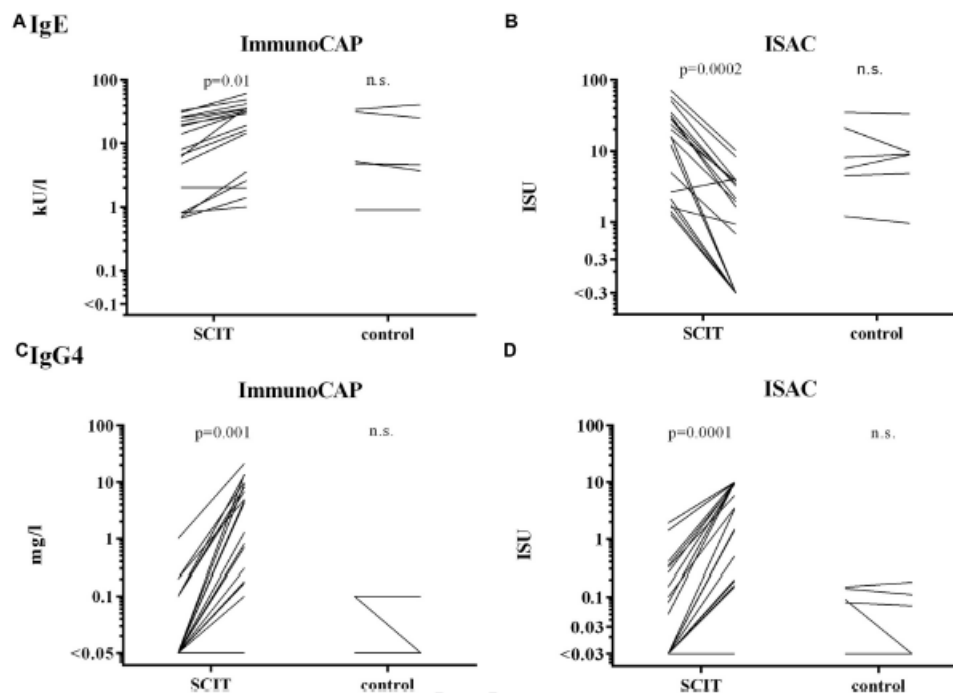 A IgE
ImmunoCAP
p=0.01
n.s.
100
10
1
0.1
<0.1
kU/l
SCIT
control
B
ISAC
p=0.0002
n.s.
100
10
1
0.3
<0.3
ISU
SCIT
control
C IgG4
ImmunoCAP
p=0.001
n.s.
100
10
1
0.1
<0.05
mg/l
SCIT
control
D
ISAC
p=0.0001
n.s.
100
10
1
0.1
0.03
<0.03
ISU
SCIT
control